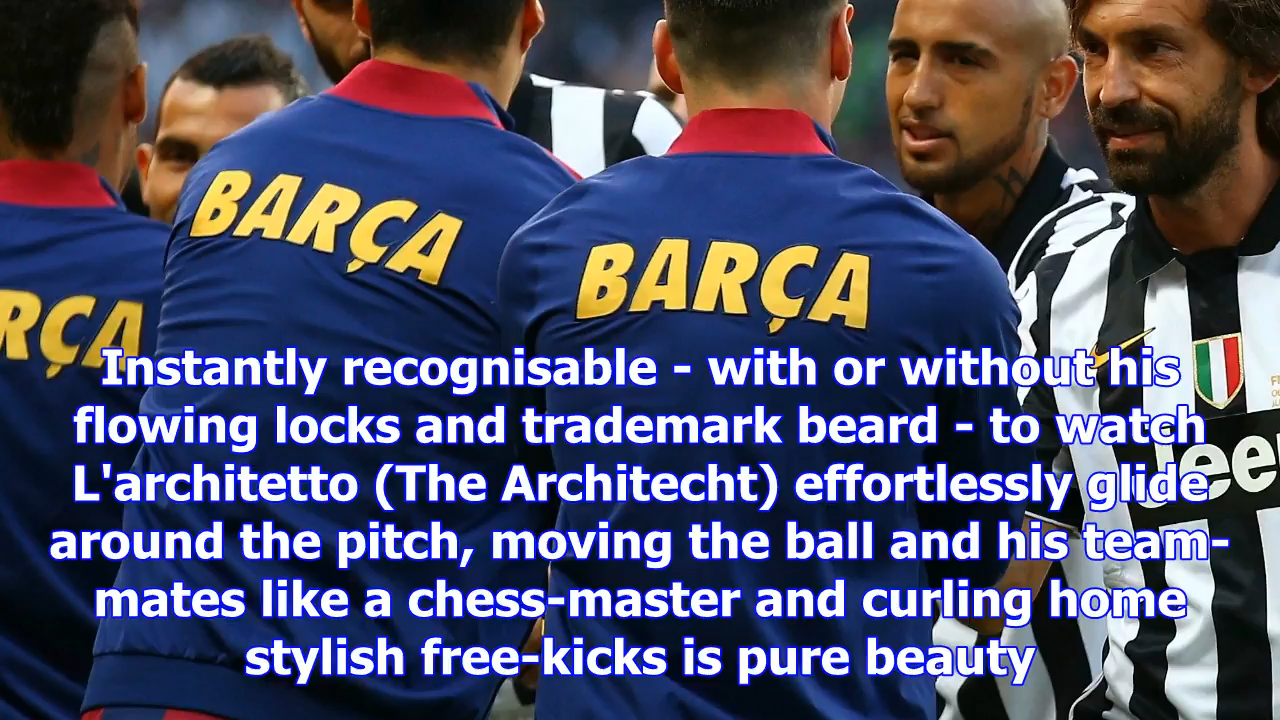 BARÇA
BARÇA
RÇA
Jee
Instantly recognisable - with or without his
flowing locks and trademark beard - to watch
L'architetto (The Architecht) effortlessly glide
around the pitch, moving the ball and his team-
mates like a chess-master and curling home
stylish free-kicks is pure beauty